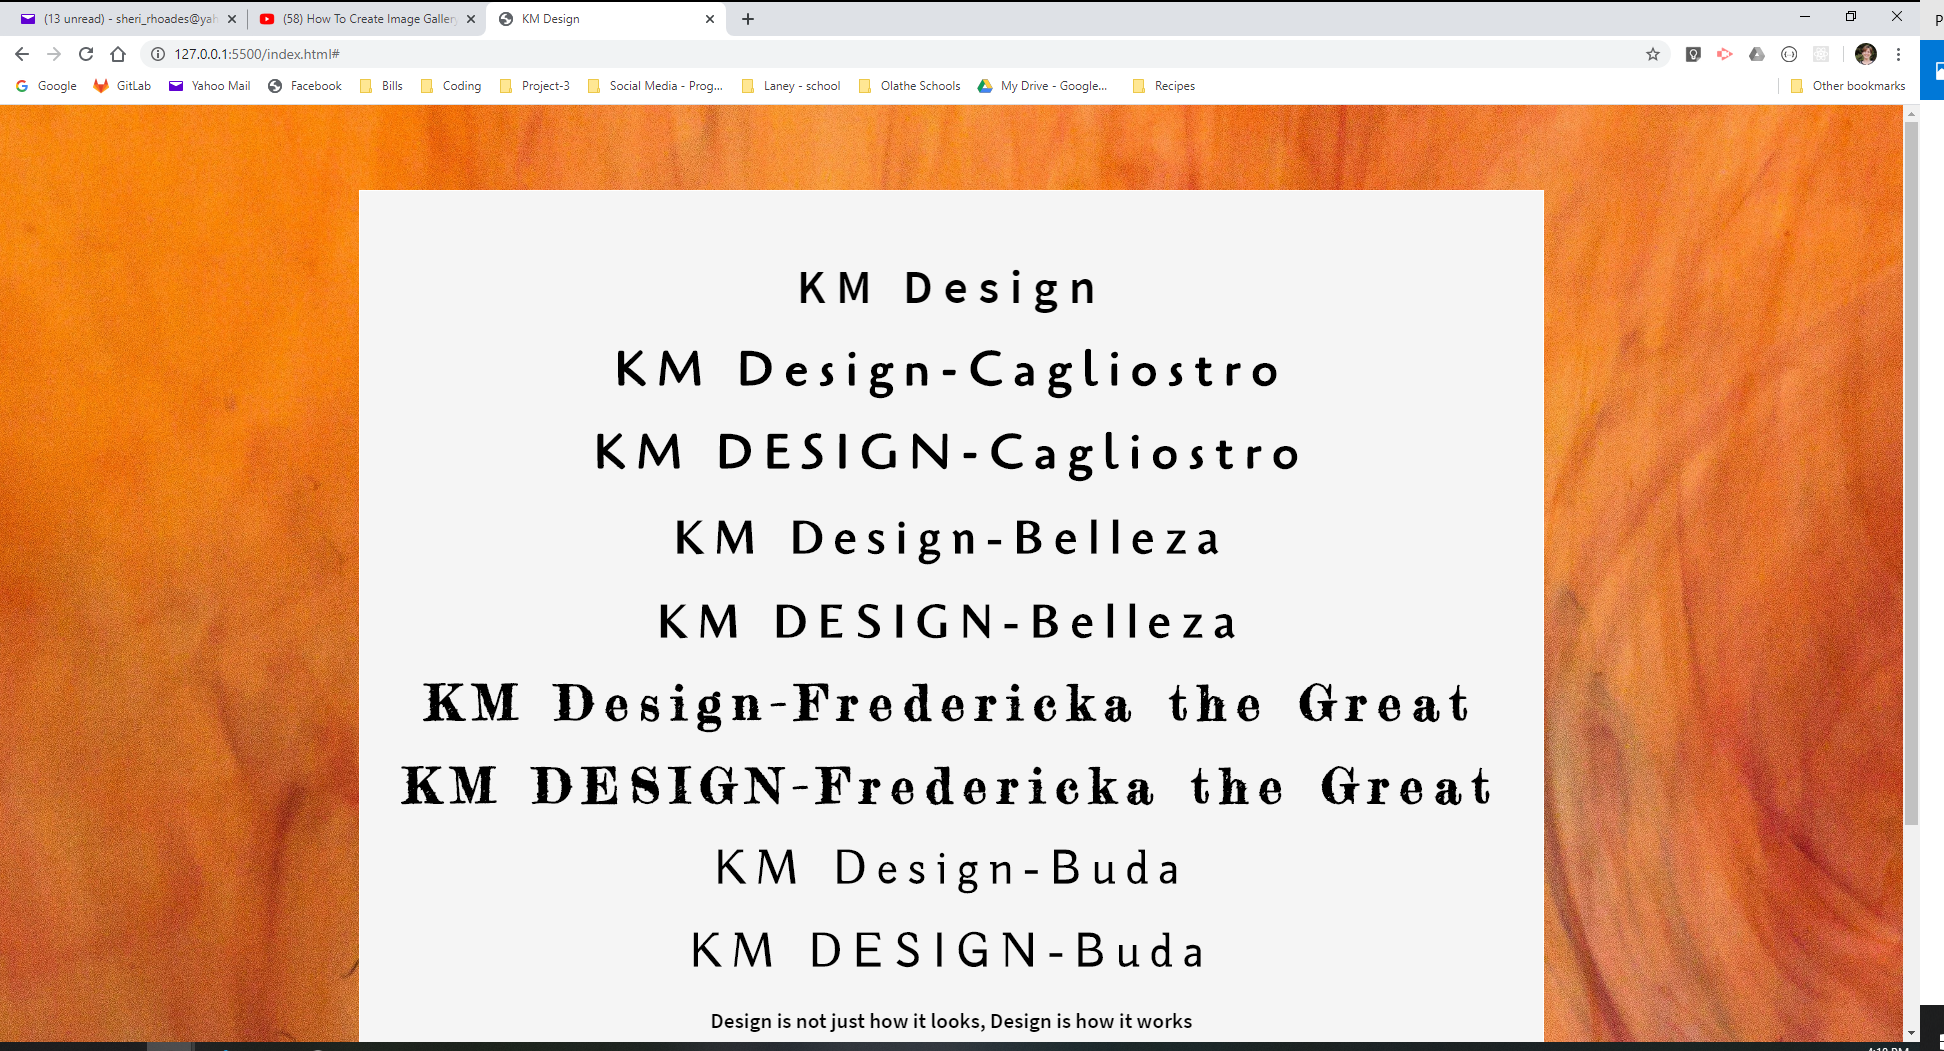 (13 unread) - sheri_rhoades@yah
(58) How To Create Image Gallery
KM Design
127.0.0.1:5500/index.html#
Google GitLab Yahoo Mail Facebook Bills Coding Project-3 Social Media - Prog... Laney - school Olathe Schools My Drive - Google... Recipes Other bookmarks
KM Design
KM Design-Cagliostro
KM DESIGN-Cagliostro
KM Design-Belleza
KM DESIGN-Belleza
KM Design-Fredericka the Great
KM DESIGN-Fredericka the Great
KM Design-Buda
KM DESIGN-Buda
Design is not just how it looks, Design is how it works